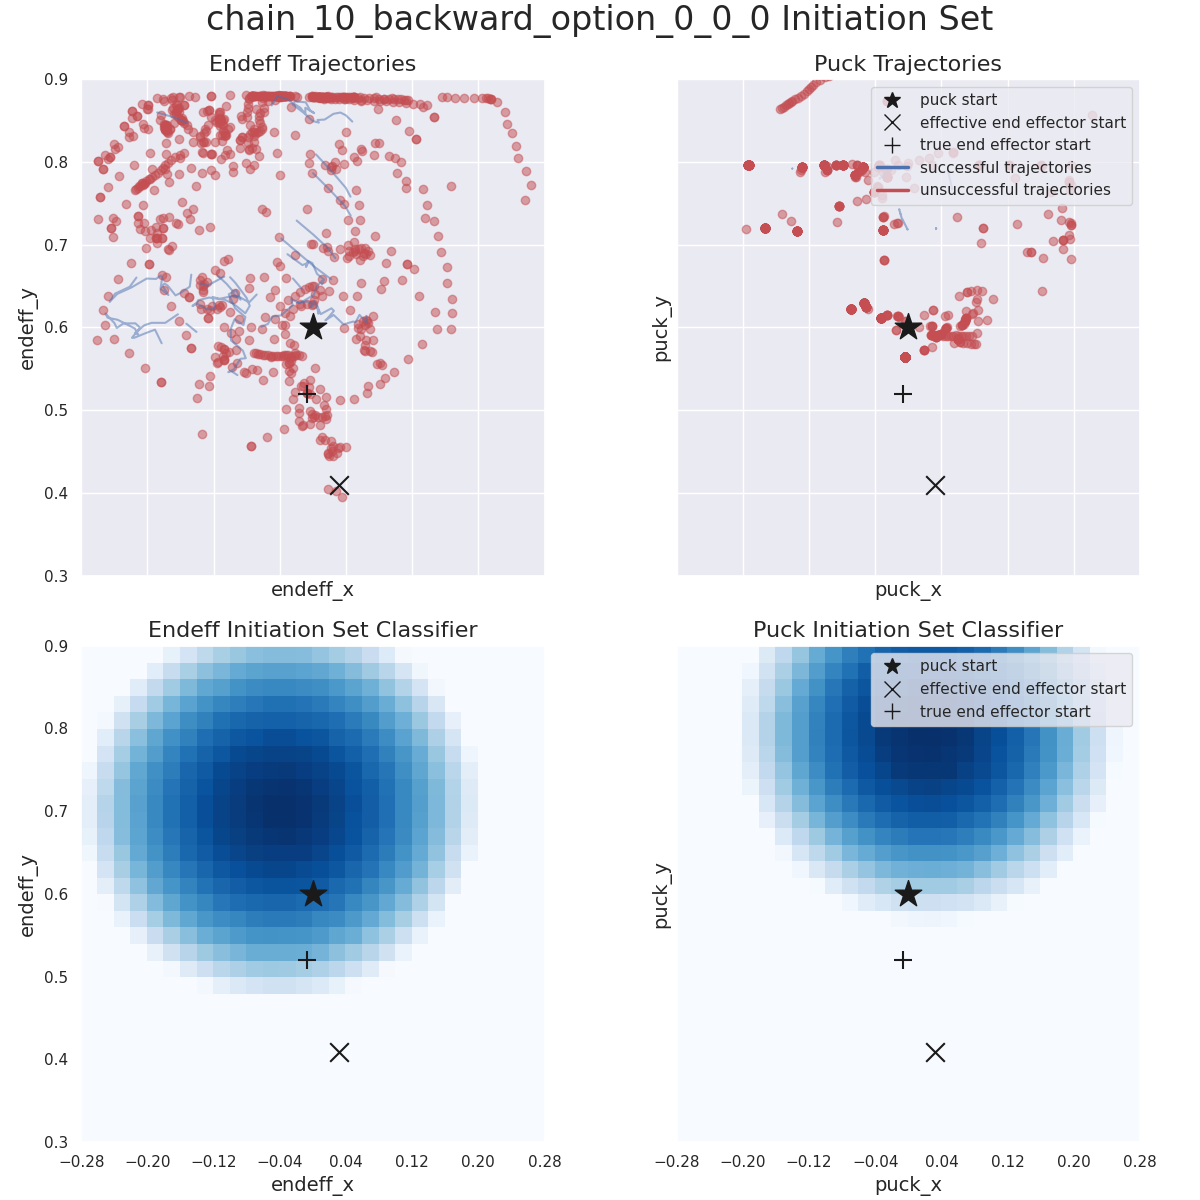 chain_10_backward_option_0_0_0 Initiation Set
Endeff Trajectories
0.9
0.8
0.7
0.6
0.5
0.4
0.3
endeff_y
endeff_x
Puck Trajectories
puck start
effective end effector start
true end effector start
successful trajectories
unsuccessful trajectories
puck_y
puck_x
Endeff Initiation Set Classifier
0.9
0.8
0.7
0.6
0.5
0.4
0.3
endeff_y
−0.28 −0.20 −0.12 −0.04 0.04 0.12 0.20 0.28
endeff_x
Puck Initiation Set Classifier
puck start
effective end effector start
true end effector start
puck_y
−0.28 −0.20 −0.12 −0.04 0.04 0.12 0.20 0.28
puck_x